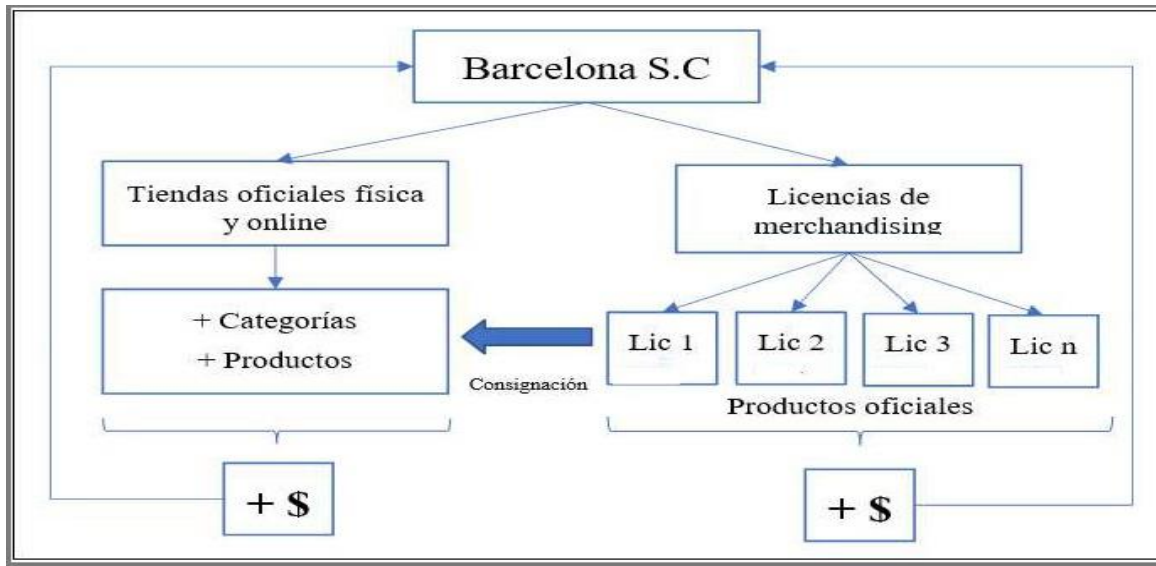 Barcelona S.C
Tiendas oficiales física
y online
Licencias de
merchandising
+ Categorías
+ Productos
Consignación
Lic 1
Lic 2
Lic 3
Lic n
Productos oficiales
+ $
+ $